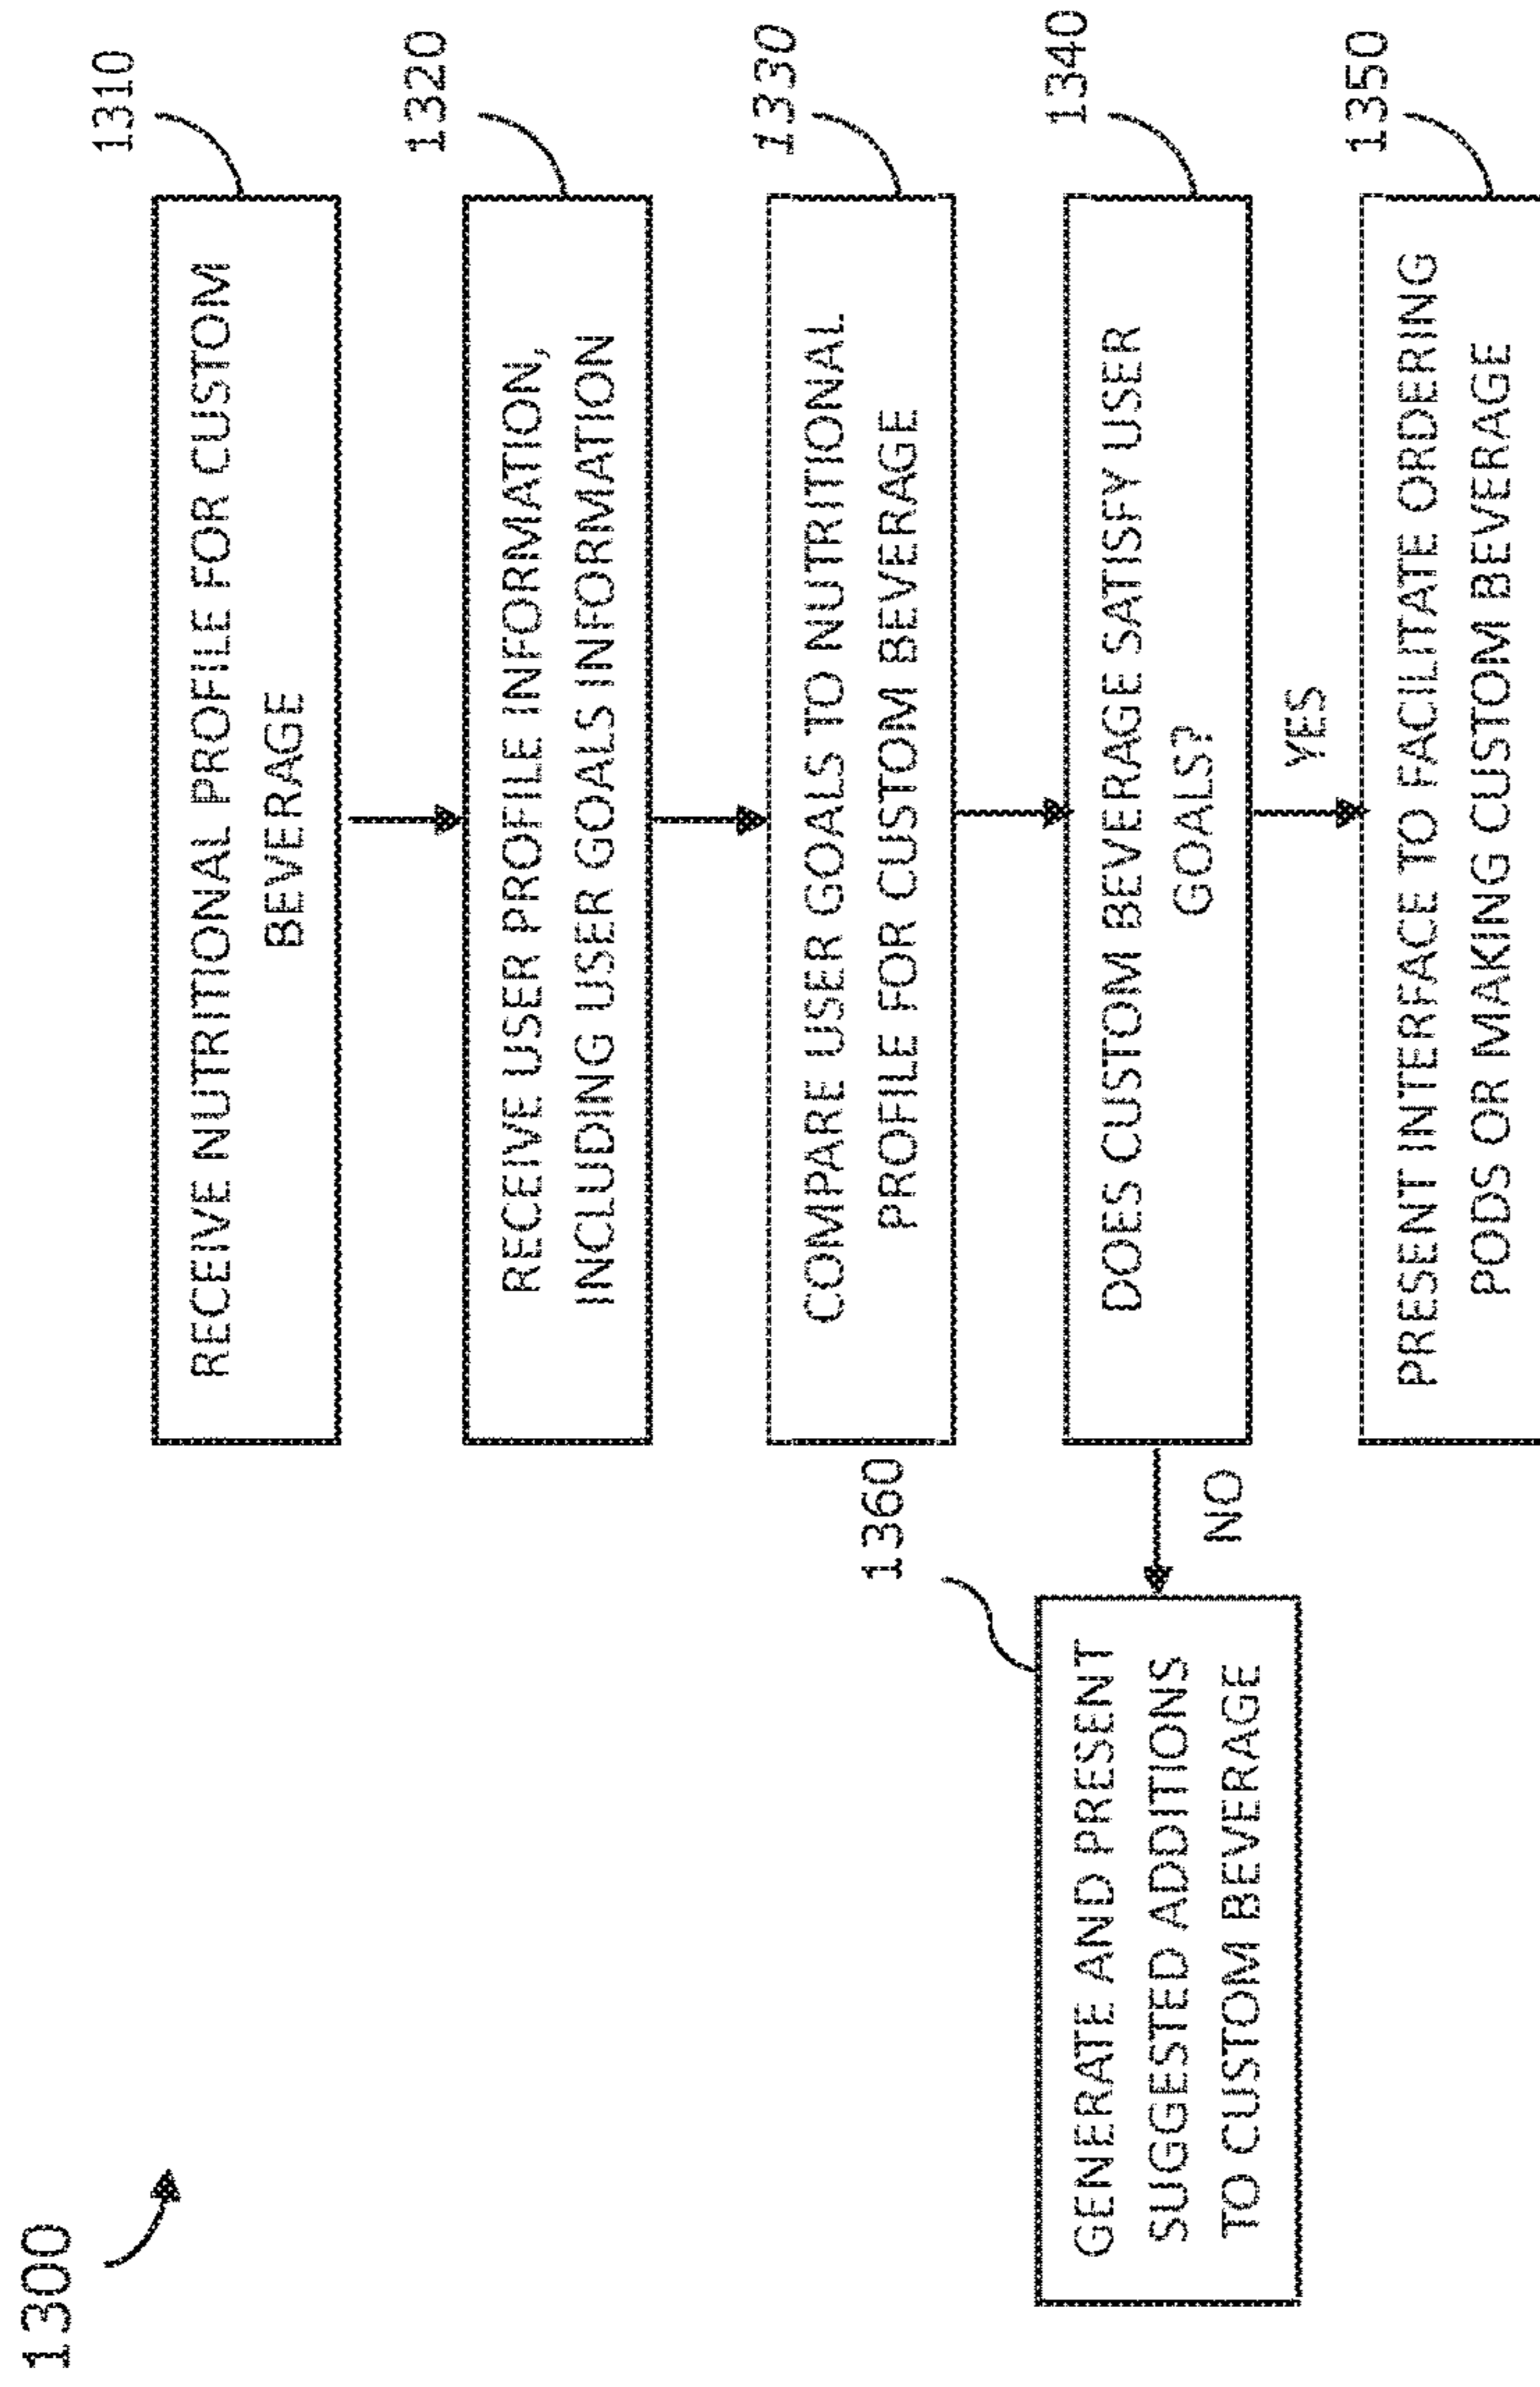 1300
1310
RECEIVE NUTRITIONAL PROFILE FOR CUSTOM
BEVERAGE
1320
RECEIVE USER PROFILE INFORMATION,
INCLUDING USER GOALS INFORMATION
1330
COMPARE USER GOALS TO NUTRITIONAL
PROFILE FOR CUSTOM BEVERAGE
1340
DOES CUSTOM BEVERAGE SATISFY USER
GOALS?
1360
NO
GENERATE AND PRESENT
SUGGESTED ADDITIONS
TO CUSTOM BEVERAGE
YES
1350
PRESENT INTERFACE TO FACILITATE ORDERING
PODS OR MAKING CUSTOM BEVERAGE